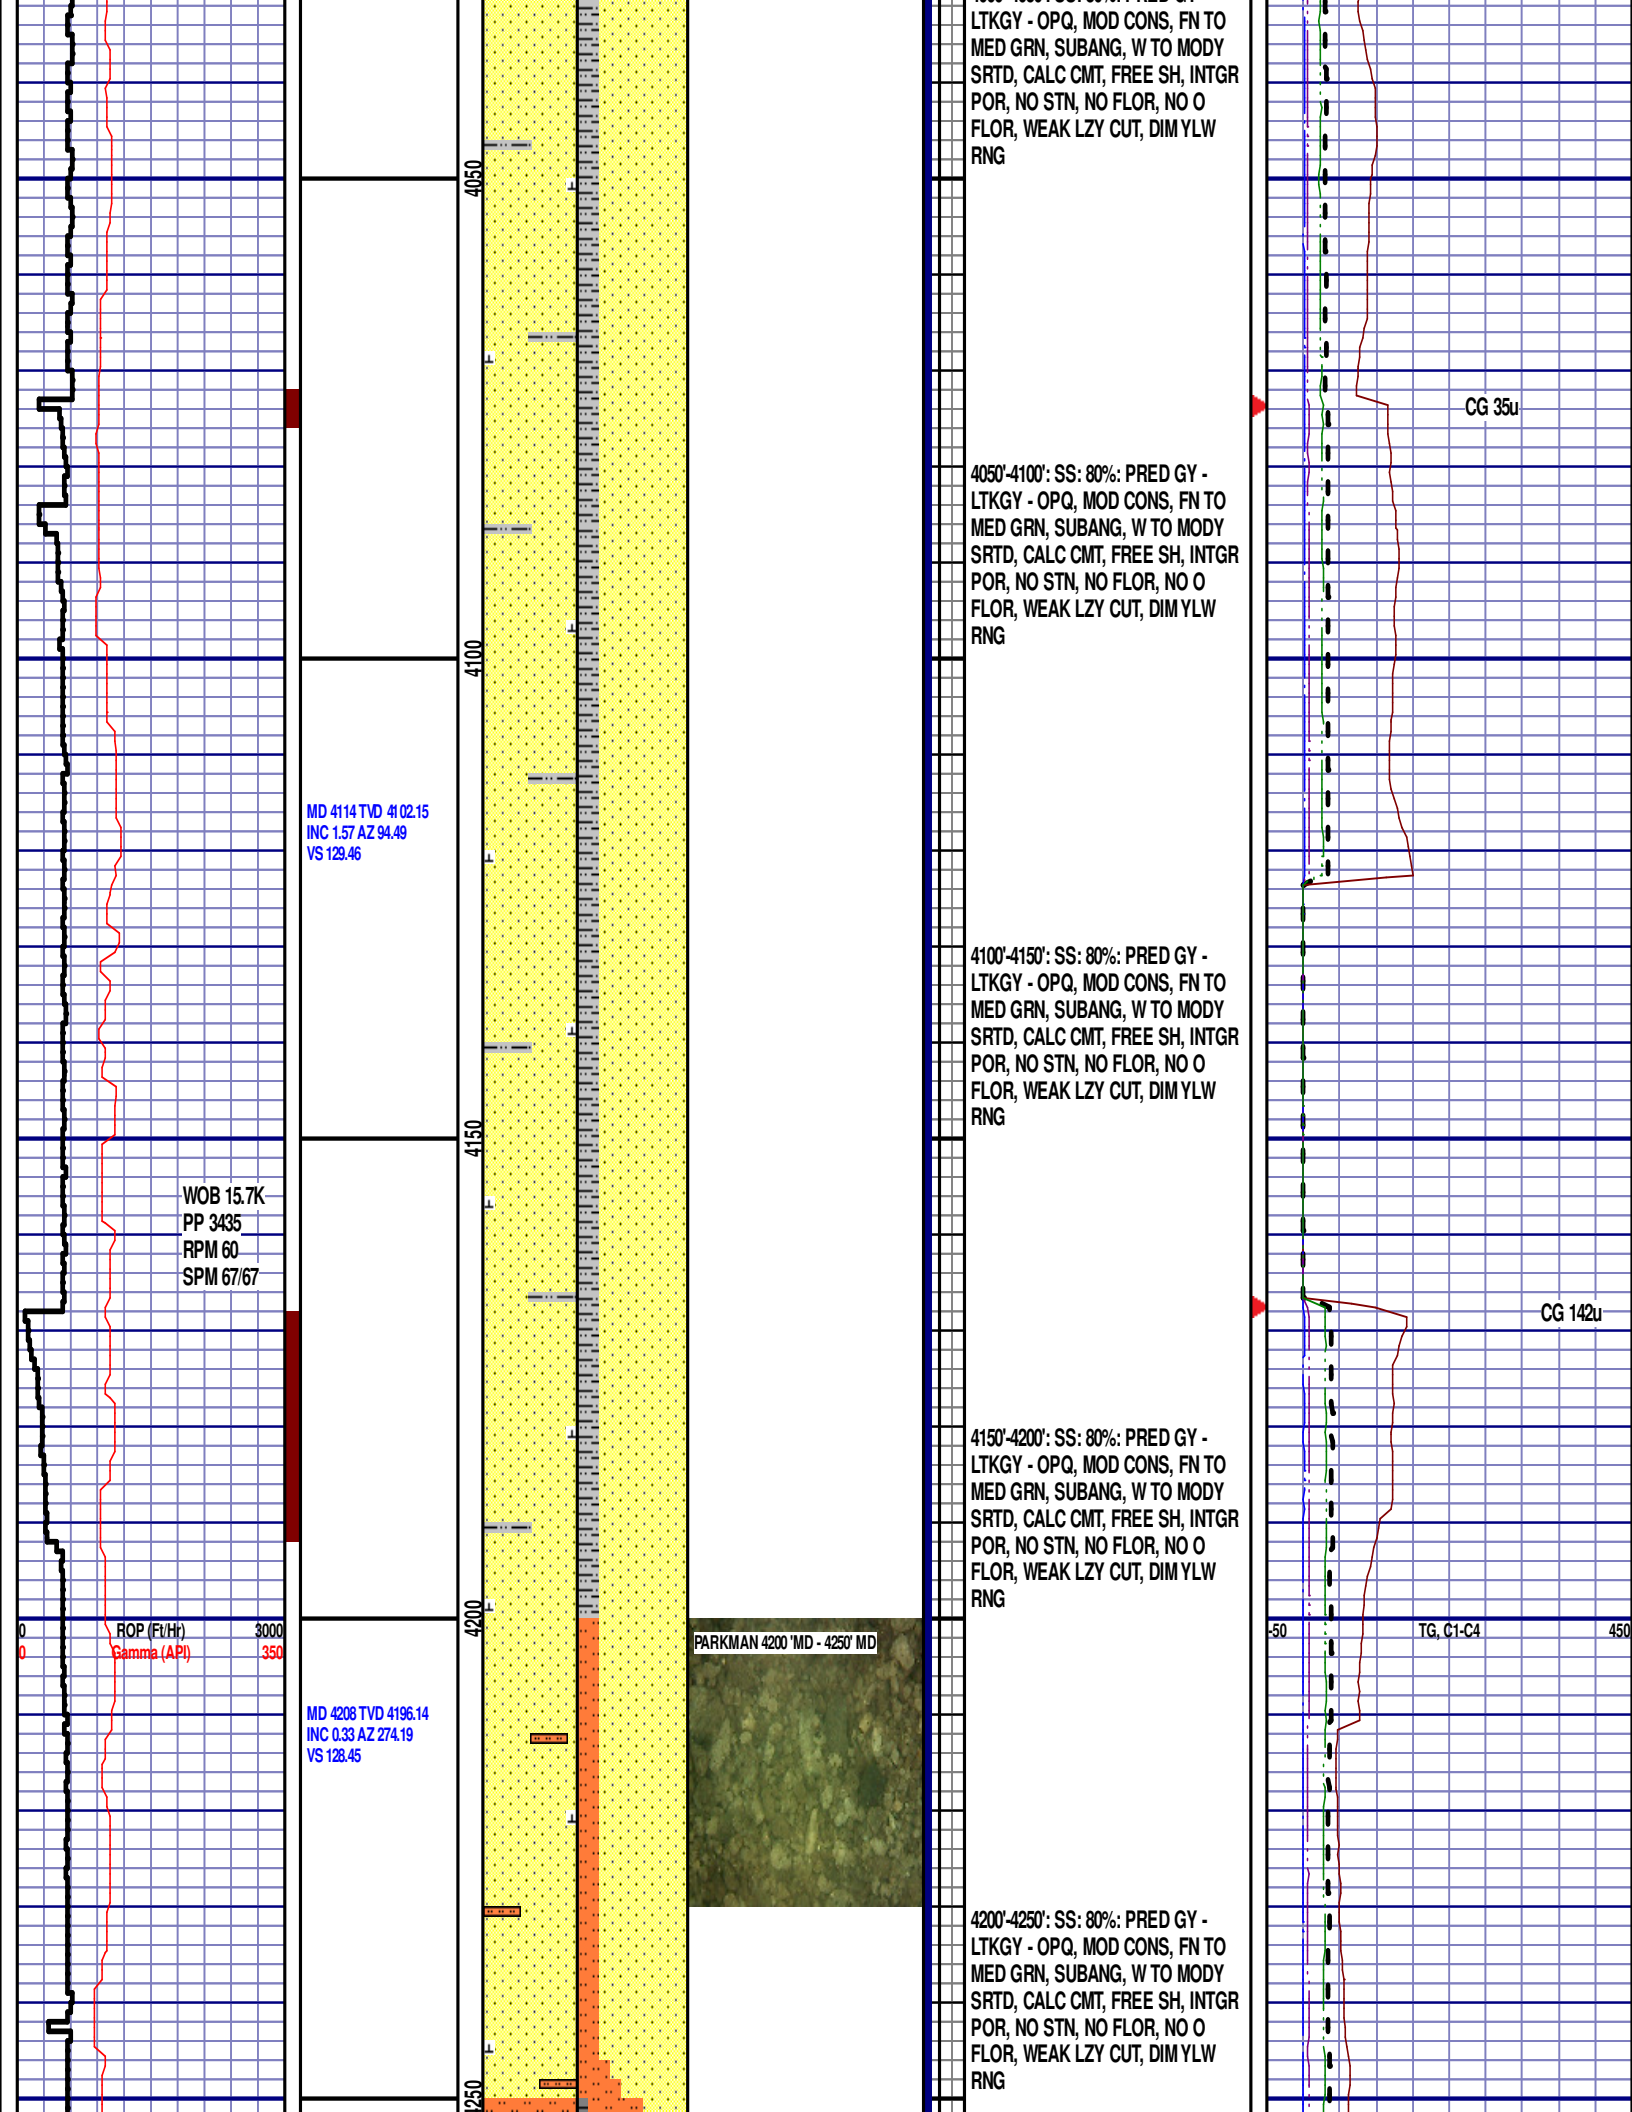 LTKGY - OPQ, MOD CONS, FN TO
MED GRN, SUBANG, W TO MODY
SRTD, CALC CMT, FREE SH, INTGR
POR, NO STN, NO FLOR, NO O
FLOR, WEAK LZY CUT, DIM YLW
RNG
4050
CG 35u
4050'-4100': SS: 80%: PRED GY -
LTKGY - OPQ, MOD CONS, FN TO
MED GRN, SUBANG, W TO MODY
SRTD, CALC CMT, FREE SH, INTGR
POR, NO STN, NO FLOR, NO O
FLOR, WEAK LZY CUT, DIM YLW
RNG
4100
MD 4114 TVD 4102.15
INC 1.57 AZ 94.49
VS 129.46
4100'-4150': SS: 80%: PRED GY -
LTKGY - OPQ, MOD CONS, FN TO
MED GRN, SUBANG, W TO MODY
SRTD, CALC CMT, FREE SH, INTGR
POR, NO STN, NO FLOR, NO O
FLOR, WEAK LZY CUT, DIM YLW
RNG
4150
WOB 15.7K
PP 3435
RPM 60
SPM 67/67
CG 142u
4150'-4200': SS: 80%: PRED GY -
LTKGY - OPQ, MOD CONS, FN TO
MED GRN, SUBANG, W TO MODY
SRTD, CALC CMT, FREE SH, INTGR
POR, NO STN, NO FLOR, NO O
FLOR, WEAK LZY CUT, DIM YLW
RNG
4200
0 ROP (Ft/Hr) 3000
0 Gamma (API) 350
PARKMAN 4200 'MD - 4250' MD
-50 TG, C1-C4 450
MD 4208 TVD 4196.14
INC 0.33 AZ 274.19
VS 128.45
4200'-4250': SS: 80%: PRED GY -
LTKGY - OPQ, MOD CONS, FN TO
MED GRN, SUBANG, W TO MODY
SRTD, CALC CMT, FREE SH, INTGR
POR, NO STN, NO FLOR, NO O
FLOR, WEAK LZY CUT, DIM YLW
RNG
4250